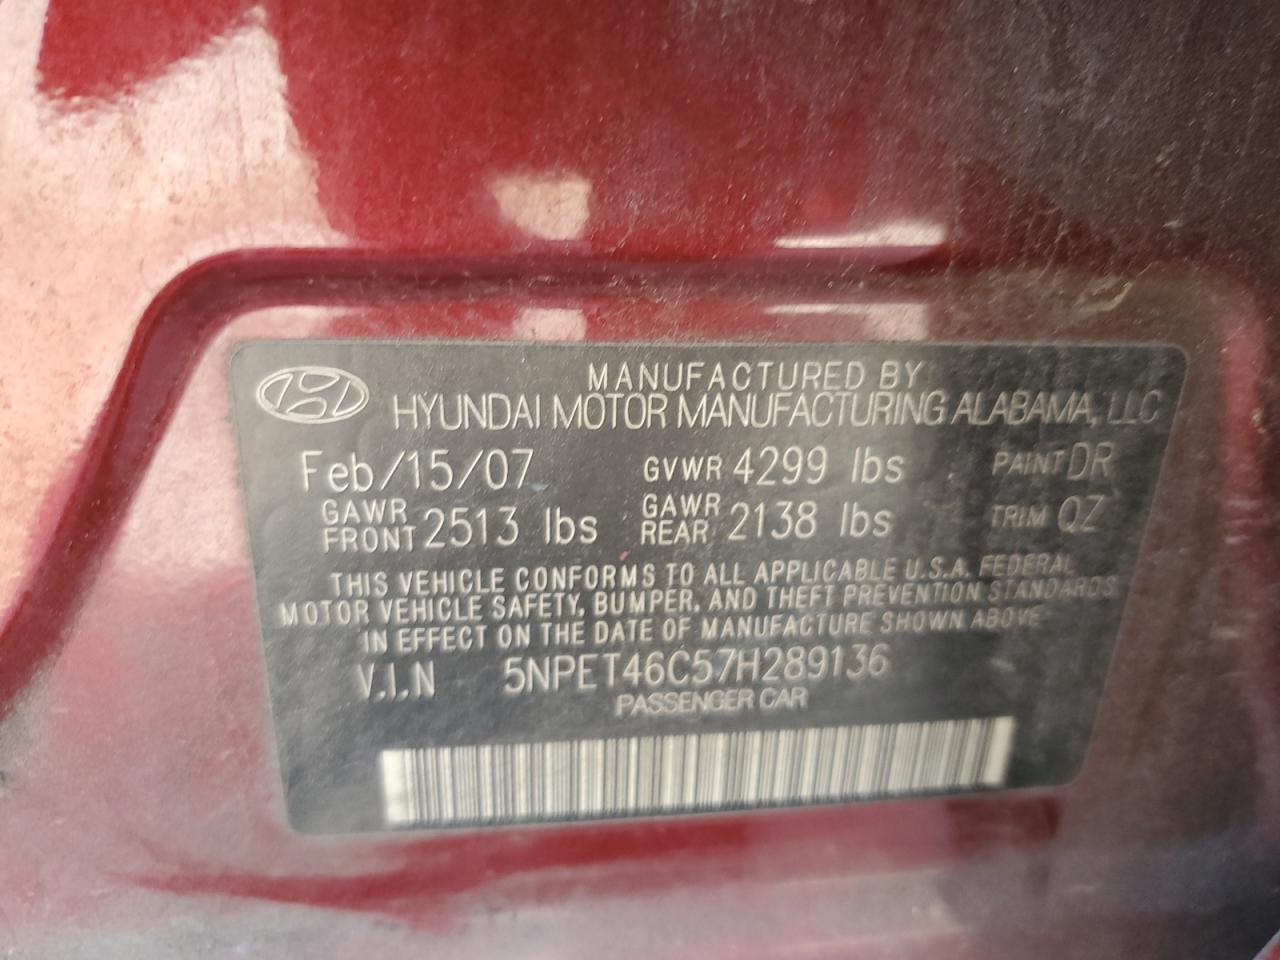 MANUFACTURED BY
HYUNDAI MOTOR MANUFACTURING ALABAMA, LLC
Feb/15/07 GVWR 4299 lbs PAINT DR
GAWR FRONT 2513 lbs GAWR REAR 2138 lbs TRIM QZ
THIS VEHICLE CONFORMS TO ALL APPLICABLE U.S.A. FEDERAL
MOTOR VEHICLE SAFETY, BUMPER, AND THEFT PREVENTION STANDARDS
IN EFFECT ON THE DATE OF MANUFACTURE SHOWN ABOVE
V.I.N 5NPET46C57H289136
PASSENGER CAR